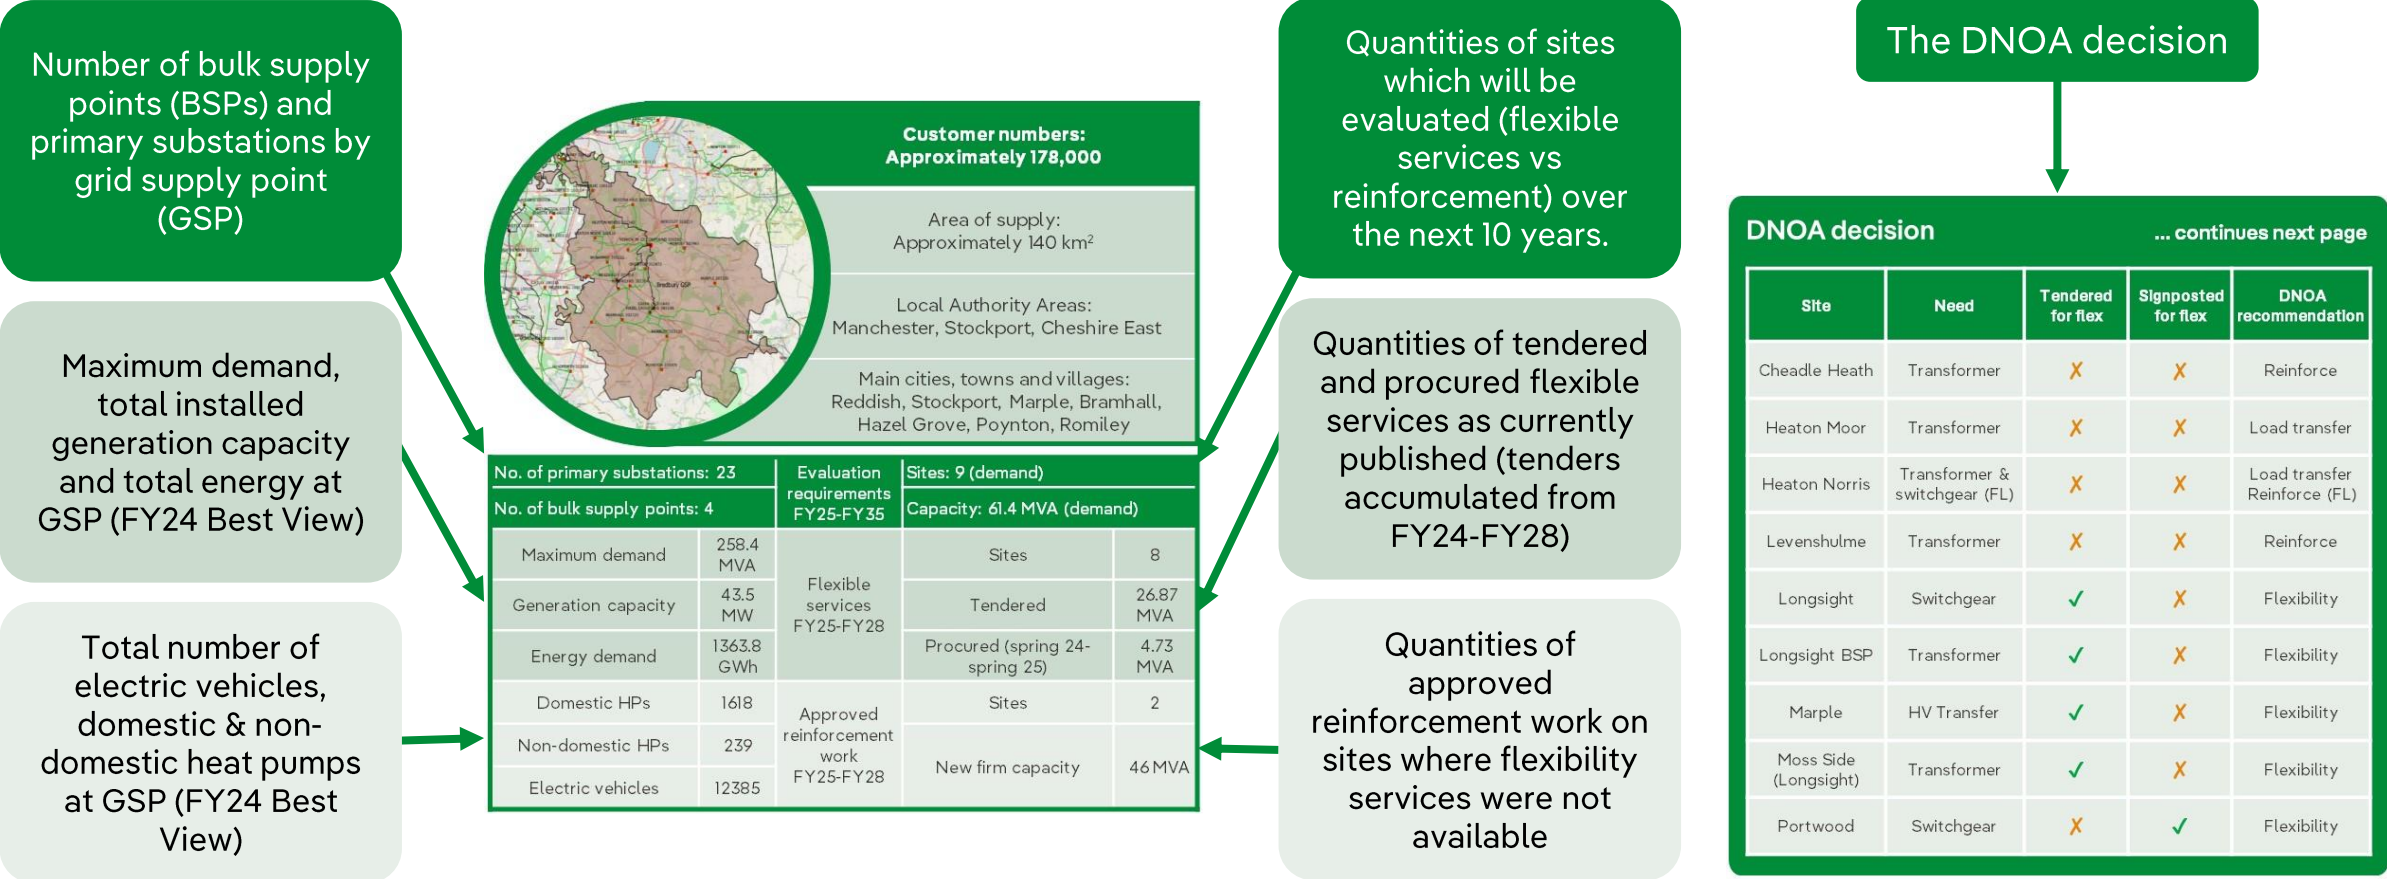 Number of bulk supply
points (BSPs) and
primary substations by
grid supply point
(GSP)
Maximum demand,
total installed
generation capacity
and total energy at
GSP (FY24 Best View)
Total number of
electric vehicles,
domestic & non-
domestic heat pumps
at GSP (FY24 Best
View)
Customer numbers:
Approximately 178,000
Area of supply:
Approximately 140 km²
Local Authority Areas:
Manchester, Stockport, Cheshire East
Main cities, towns and villages:
Reddish, Stockport, Marple, Bramhall,
Hazel Grove, Poynton, Romiley
Bredbury GSP
No. of primary substations: 23
No. of bulk supply points: 4
Evaluation
requirements
FY25-FY35
Sites: 9 (demand)
Capacity: 61.4 MVA (demand)
Maximum demand
258.4
MVA
Generation capacity
43.5
MW
Energy demand
1363.8
GWh
Flexible
services
FY25-FY28
Sites
8
Tendered
26.87
MVA
Procured (spring 24-
spring 25)
4.73
MVA
Domestic HPs
1618
Non-domestic HPs
239
Electric vehicles
12385
Approved
reinforcement
work
FY25-FY28
Sites
2
New firm capacity
46 MVA
Quantities of sites
which will be
evaluated (flexible
services vs
reinforcement) over
the next 10 years.
Quantities of tendered
and procured flexible
services as currently
published (tenders
accumulated from
FY24-FY28)
Quantities of
approved
reinforcement work on
sites where flexibility
services were not
available
The DNOA decision
DNOA decision
... continues next page
Site
Need
Tendered
for flex
Signposted
for flex
DNOA
recommendation
Cheadle Heath Transformer ✗ ✗ Reinforce
Heaton Moor Transformer ✗ ✗ Load transfer
Heaton Norris
Transformer &
switchgear (FL)
✗ ✗
Load transfer
Reinforce (FL)
Levenshulme Transformer ✗ ✗ Reinforce
Longsight Switchgear ✓ ✗ Flexibility
Longsight BSP Transformer ✓ ✗ Flexibility
Marple HV Transfer ✓ ✗ Flexibility
Moss Side
(Longsight)
Transformer ✓ ✗ Flexibility
Portwood Switchgear ✗ ✓ Flexibility